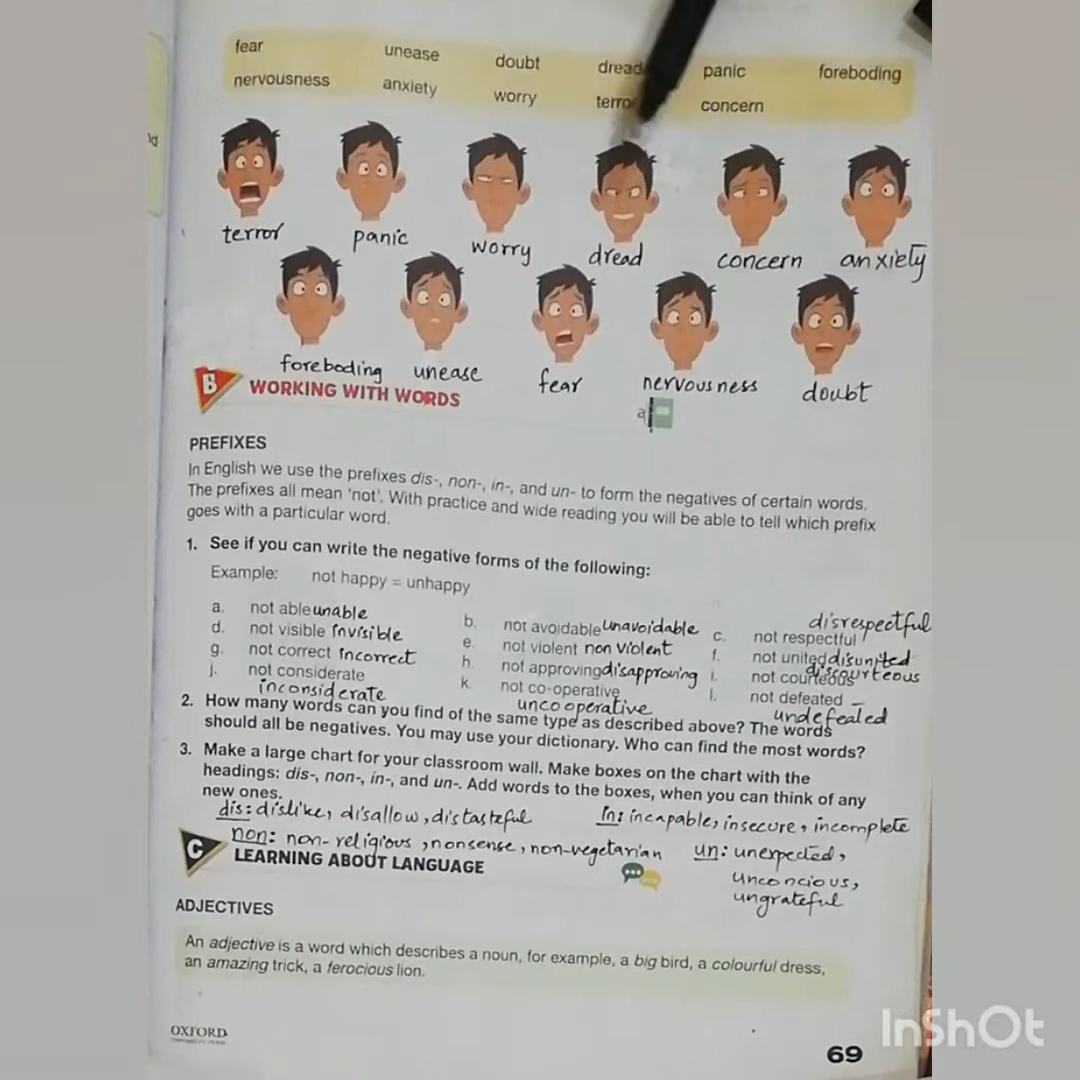 fear unease doubt dread panic foreboding
nervousness anxiety worry terror concern
terror panic worry dread concern anxiety
foreboding unease fear nervousness doubt
B WORKING WITH WORDS
PREFIXES
In English we use the prefixes dis-, non-, in-, and un- to form the negatives of certain words.
The prefixes all mean 'not'. With practice and wide reading you will be able to tell which prefix
goes with a particular word.
1. See if you can write the negative forms of the following:
Example: not happy = unhappy
a. not able unable b. not avoidable unavoidable c. not respectful disrespectful
d. not visible invisible e. not violent non violent f. not united disunited
g. not correct incorrect h. not approving disapproving i. not courteous discourteous
j. not considerate inconsiderate k. not co-operative uncooperative l. not defeated – undefeated
2. How many words can you find of the same type as described above? The words
should all be negatives. You may use your dictionary. Who can find the most words?
3. Make a large chart for your classroom wall. Make boxes on the chart with the
headings: dis-, non-, in-, and un-. Add words to the boxes, when you can think of any
new ones.
dis: dislike, disallow, distasteful in: incapable, insecure, incomplete
non: non-religious, nonsense, non-vegetarian un: unexpected,
unconcious,
ungrateful
C LEARNING ABOUT LANGUAGE
ADJECTIVES
An adjective is a word which describes a noun, for example, a big bird, a colourful dress,
an amazing trick, a ferocious lion.
OXFORD
69
InShOt